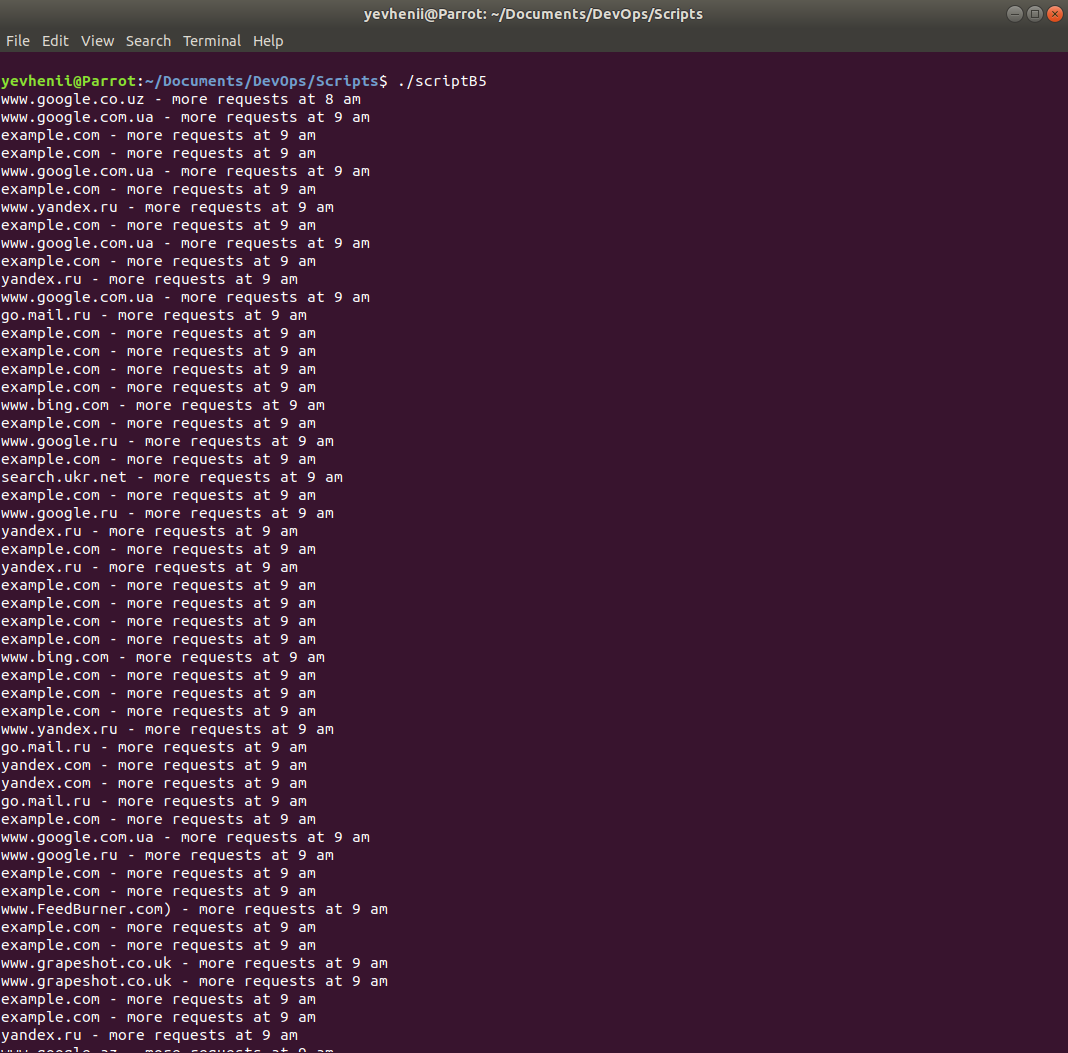 yevhenii@Parrot: ~/Documents/DevOps/Scripts
File Edit View Search Terminal Help
yevhenii@Parrot:~/Documents/DevOps/Scripts$ ./scriptB5
www.google.co.uz - more requests at 8 am
www.google.com.ua - more requests at 9 am
example.com - more requests at 9 am
example.com - more requests at 9 am
www.google.com.ua - more requests at 9 am
example.com - more requests at 9 am
www.yandex.ru - more requests at 9 am
example.com - more requests at 9 am
www.google.com.ua - more requests at 9 am
example.com - more requests at 9 am
yandex.ru - more requests at 9 am
www.google.com.ua - more requests at 9 am
go.mail.ru - more requests at 9 am
example.com - more requests at 9 am
example.com - more requests at 9 am
example.com - more requests at 9 am
example.com - more requests at 9 am
www.bing.com - more requests at 9 am
example.com - more requests at 9 am
www.google.ru - more requests at 9 am
example.com - more requests at 9 am
search.ukr.net - more requests at 9 am
example.com - more requests at 9 am
www.google.ru - more requests at 9 am
yandex.ru - more requests at 9 am
example.com - more requests at 9 am
yandex.ru - more requests at 9 am
example.com - more requests at 9 am
example.com - more requests at 9 am
example.com - more requests at 9 am
example.com - more requests at 9 am
www.bing.com - more requests at 9 am
example.com - more requests at 9 am
example.com - more requests at 9 am
example.com - more requests at 9 am
www.yandex.ru - more requests at 9 am
go.mail.ru - more requests at 9 am
yandex.com - more requests at 9 am
yandex.com - more requests at 9 am
go.mail.ru - more requests at 9 am
example.com - more requests at 9 am
www.google.com.ua - more requests at 9 am
www.google.ru - more requests at 9 am
example.com - more requests at 9 am
example.com - more requests at 9 am
www.FeedBurner.com) - more requests at 9 am
example.com - more requests at 9 am
example.com - more requests at 9 am
www.grapeshot.co.uk - more requests at 9 am
www.grapeshot.co.uk - more requests at 9 am
example.com - more requests at 9 am
example.com - more requests at 9 am
yandex.ru - more requests at 9 am